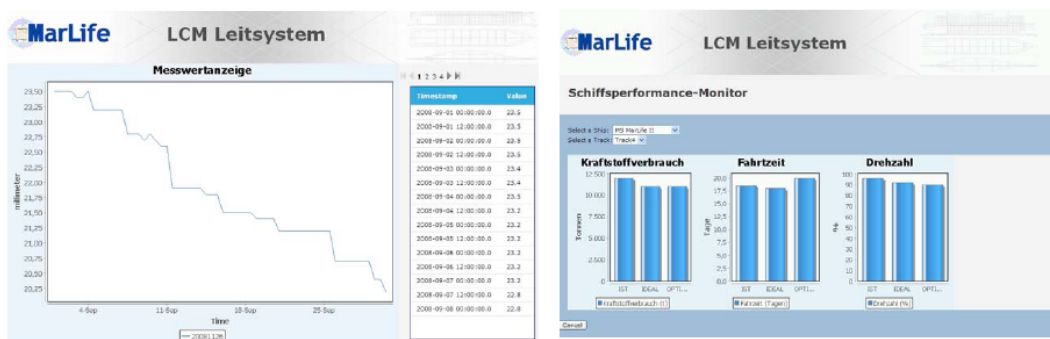 MarLife
LCM Leitsystem
Messwertanzeige
23,50
23,25
23,00
22,75
22,50
22,25
22,00
21,75
21,50
21,25
21,00
20,75
20,50
20,25
millimeter
4-Sep
11-Sep
18-Sep
25-Sep
Time
1 2 3 4
Timestamp Value
2008-09-01 00:00:00.0 23.5
2008-09-01 12:00:00.0 23.5
2008-09-02 00:00:00.0 23.5
2008-09-02 12:00:00.0 23.5
2008-09-03 00:00:00.0 23.4
2008-09-03 12:00:00.0 23.4
2008-09-04 00:00:00.0 23.5
2008-09-04 12:00:00.0 23.2
2008-09-05 00:00:00.0 23.2
2008-09-05 12:00:00.0 23.2
2008-09-06 00:00:00.0 23.2
2008-09-06 12:00:00.0 23.2
2008-09-07 00:00:00.0 23.2
2008-09-07 12:00:00.0 22.8
2008-09-08 00:00:00.0 22.8
MarLife
LCM Leitsystem
Schiffsperformance-Monitor
Select a Ship: MS MarLife II
Select a Track: Track4
Kraftstoffverbrauch
12.500
10.000
7.500
5.000
2.500
0
Tonnen
IST IDEAL OPTI...
Kraftstoffverbrauch (t)
Fahrtzeit
20,0
17,5
15,0
12,5
10,0
7,5
5,0
2,5
0,0
Tage
IST IDEAL OPTI...
Fahrzeit (Tagen)
Drehzahl
100
90
80
70
60
50
40
30
20
10
0
%
IST IDEAL OPTI...
Drehzahl (%)
Cancel